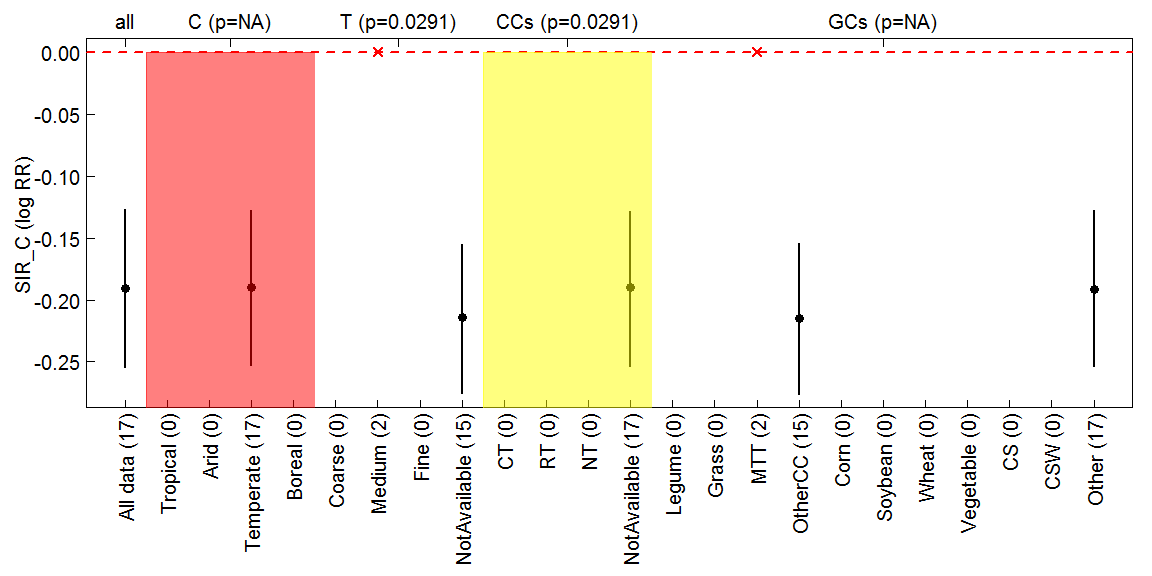 all
C (p=NA)
T (p=0.0291)
CCs (p=0.0291)
GCs (p=NA)
SIR_C (log RR)
0.00
-0.05
-0.10
-0.15
-0.20
-0.25
All data (17)
Tropical (0)
Arid (0)
Temperate (17)
Boreal (0)
Coarse (0)
Medium (2)
Fine (0)
NotAvailable (15)
CT (0)
RT (0)
NT (0)
NotAvailable (17)
Legume (0)
Grass (0)
MTT (2)
OtherCC (15)
Corn (0)
Soybean (0)
Wheat (0)
Vegetable (0)
CS (0)
CSW (0)
Other (17)